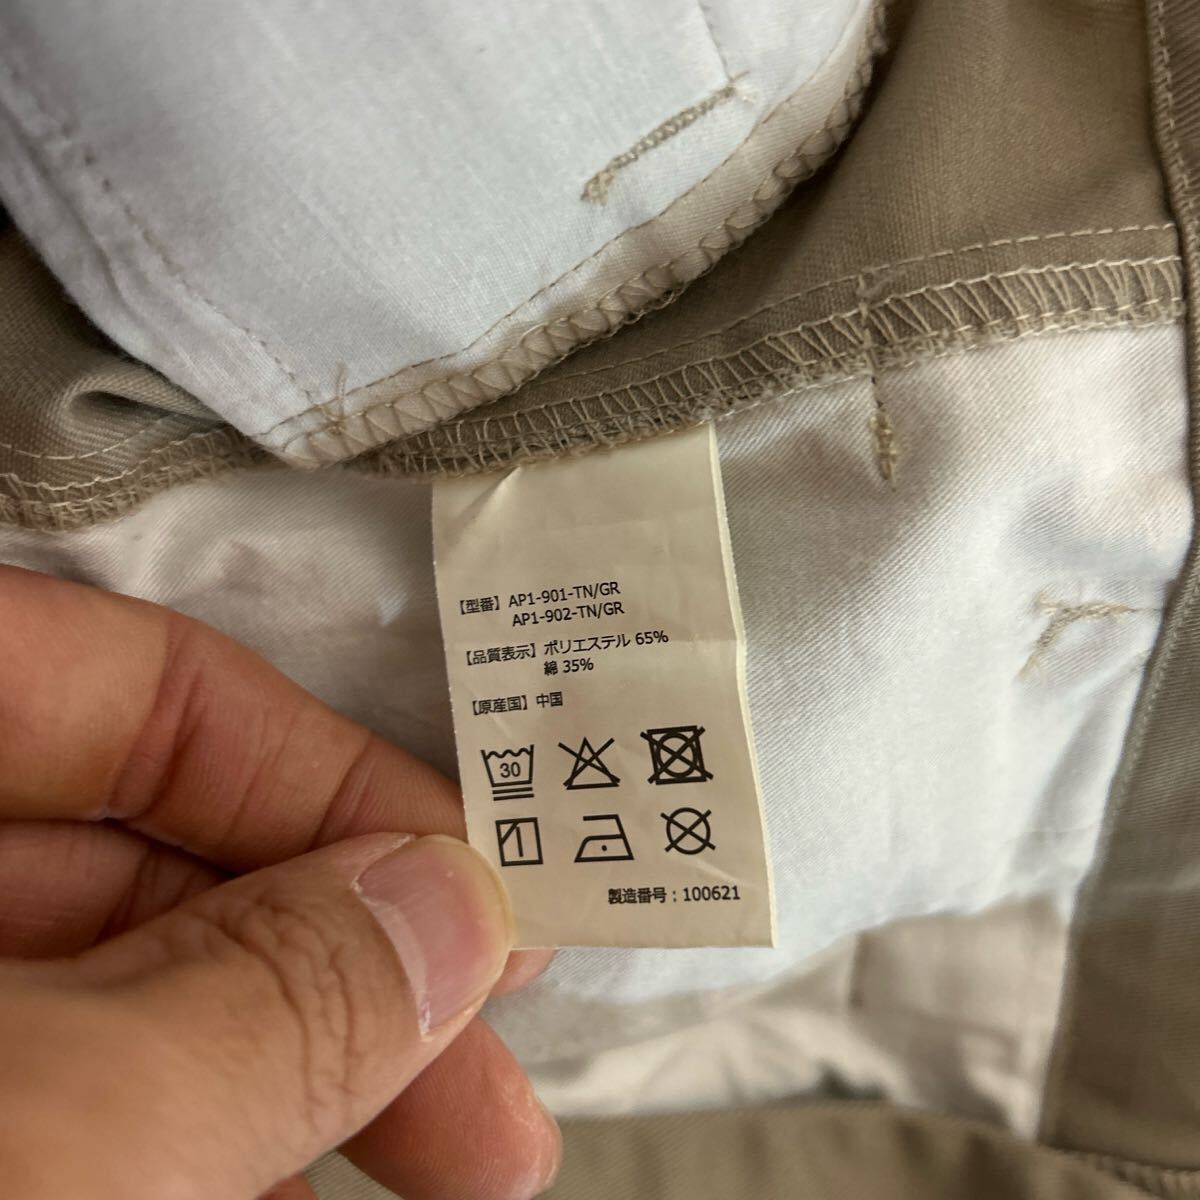 【型番】AP1-901-TN/GR
AP1-902-TN/GR
【品質表示】ポリエステル 65%
綿 35%
【原産国】中国
30
製造番号：100621